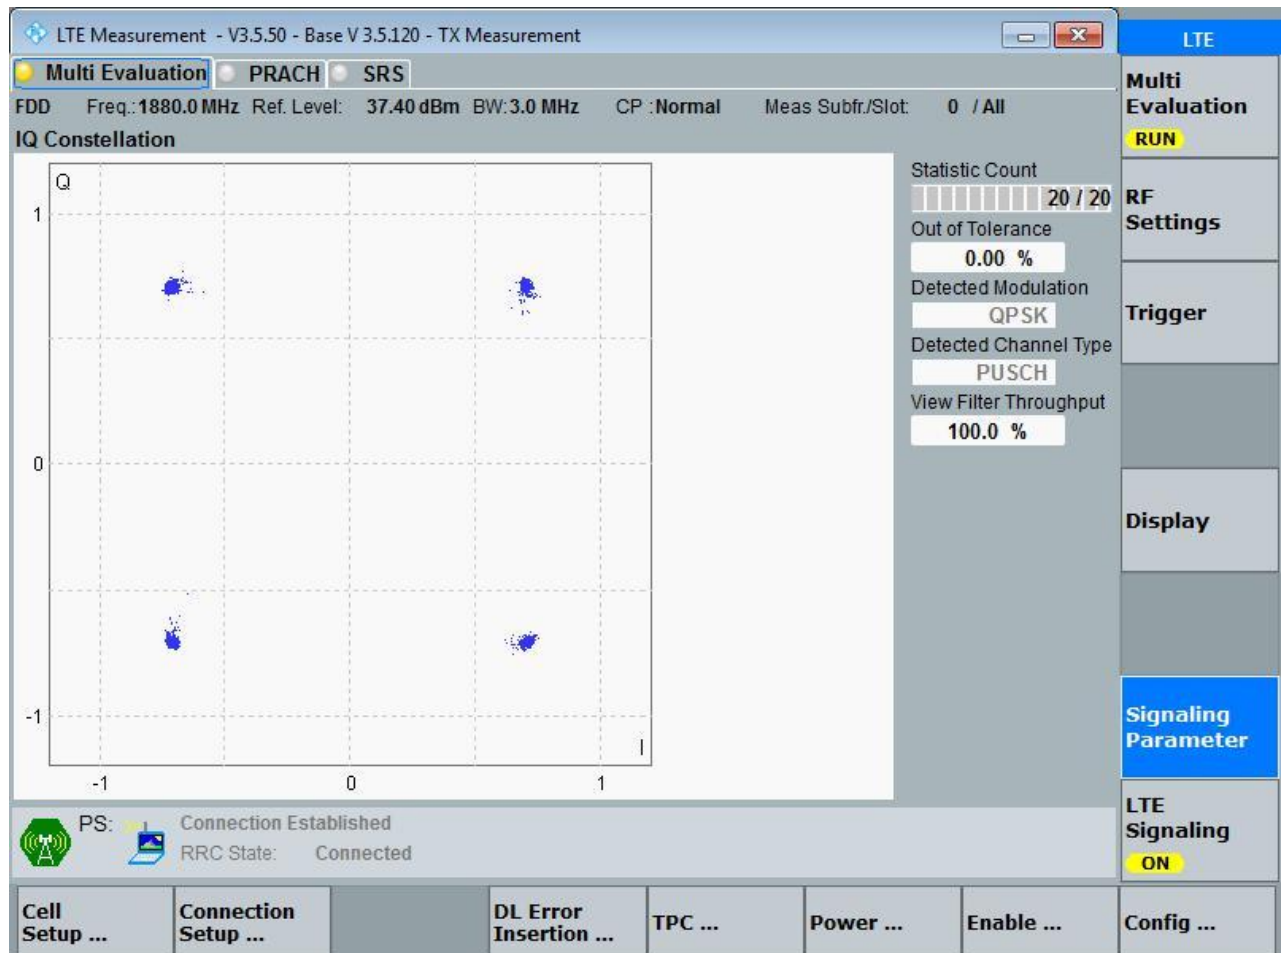 LTE Measurement - V3.5.50 - Base V 3.5.120 - TX Measurement
LTE
Multi Evaluation PRACH SRS
FDD Freq.:1880.0 MHz Ref. Level: 37.40 dBm BW:3.0 MHz CP :Normal Meas Subfr./Slot: 0 / All
IQ Constellation
Q
1
0
-1
I
-1 0 1
Statistic Count
20 / 20
Out of Tolerance
0.00 %
Detected Modulation
QPSK
Detected Channel Type
PUSCH
View Filter Throughput
100.0 %
Multi
Evaluation
RUN
RF
Settings
Trigger
Display
Signaling
Parameter
LTE
Signaling
ON
PS: Connection Established
RRC State: Connected
Cell
Setup ...
Connection
Setup ...
DL Error
Insertion ...
TPC ...
Power ...
Enable ...
Config ...